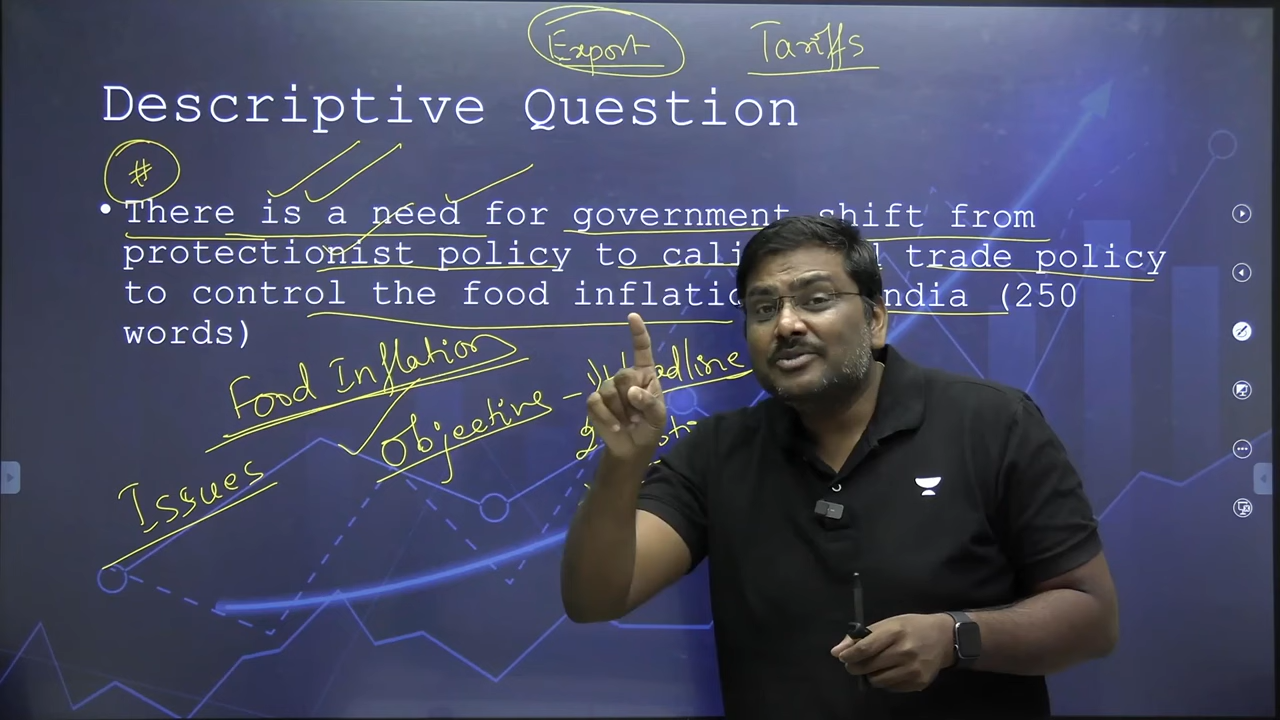 Export Tariffs
Descriptive Question
#
• There is a need for government shift from
protectionist policy to trade policy
to control the food (250
words)
Food Inflation
Objective -
Issues